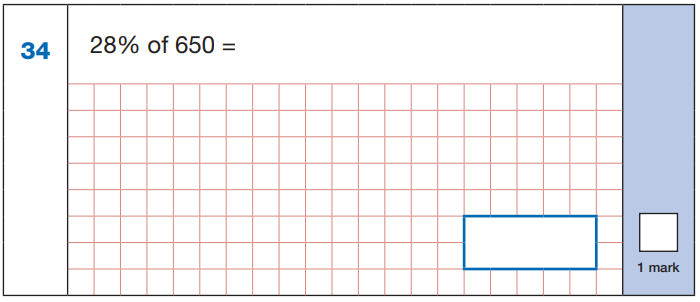 34
28% of 650 =
1 mark